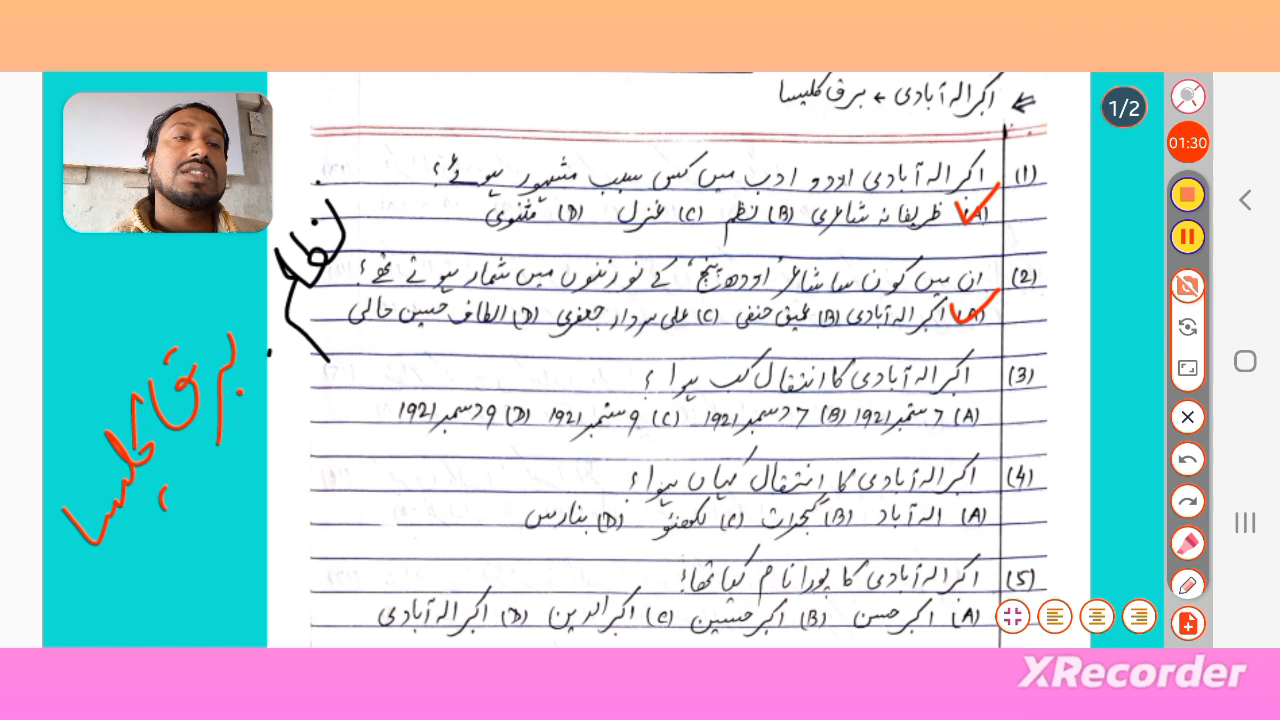 اکبر الہ آبادی ← برق کلیسا
1/2
01:30
(1) اکبر الہ آبادی اردو ادب میں کس سبب مشہور ہوئے؟
(A) ظریفانہ شاعری (B) نظم (C) غزل (D) مثنوی
(2) ان میں کون سا شاعر 'اودھ پنچ' کے نورتنوں میں شمار ہوتے تھے؟
(A) اکبر الہ آبادی (B) عمیق حنفی (C) علی سردار جعفری (D) الطاف حسین حالی
(3) اکبر الہ آبادی کا انتقال کب ہوا؟
(A) 7 ستمبر 1921 (B) 7 دسمبر 1921 (C) 9 ستمبر 1921 (D) 9 دسمبر 1921
(4) اکبر الہ آبادی کا انتقال کہاں ہوا؟
(A) الہ آباد (B) گجرات (C) لکھنؤ (D) بنارس
(5) اکبر الہ آبادی کا پورا نام کیا تھا؟
(A) اکبر حسن (B) اکبر حسین (C) اکبر الدین (D) اکبر الہ آبادی
نظم
برق کلیسا
XRecorder